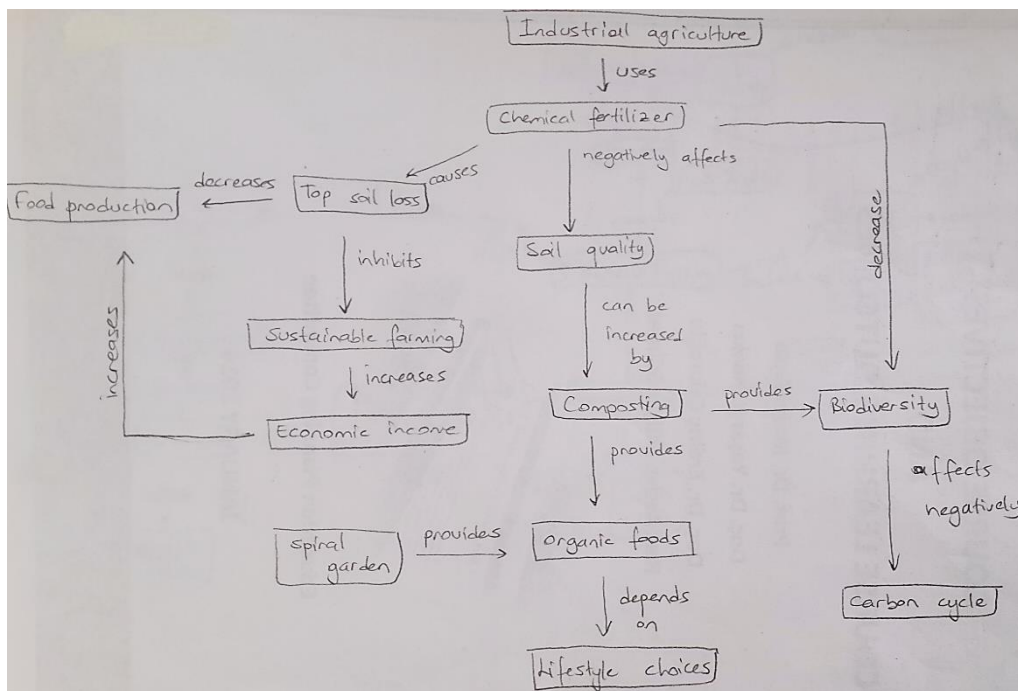 Industrial agriculture
uses
Chemical fertilizer
negatively affects
causes
decreases
Top soil loss
Food production
decrease
Soil quality
inhibits
can be
increased
by
Sustainable farming
increases
increases
Composting
provides
Biodiversity
Economic income
provides
affects
negatively
Spiral
garden
provides
organic foods
depends
on
Carbon cycle
Lifestyle choices